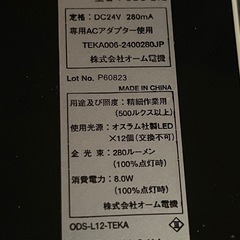 定格：DC24V 280mA
専用ACアダプター使用
TEKA006-2400280JP
株式会社オーム電機
Lot No. P60823
MADE IN CHINA
用途及び照度：精細作業用
(500ルクス以上)
使用光源：オスラム社製LED
×12個(交換不可)
全 光 束：280ルーメン
(100%点灯時)
消費電力：8.0W
(100%点灯時)
株式会社オーム電機
ODS-L12-TEKA